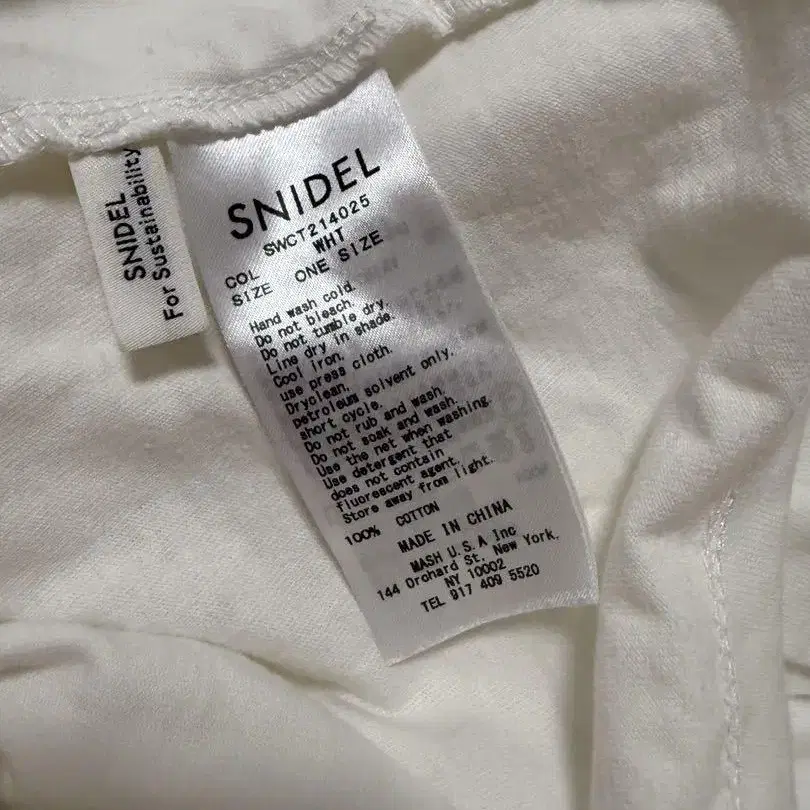 SNIDEL
For Sustainability
SNIDEL
SWCT214025
COL WHT
SIZE ONE SIZE
Hand wash cold.
Do not bleach.
Do not tumble dry.
Line dry in shade.
Cool iron.
use press cloth.
Dryclean,
petroleum solvent only.
short cycle.
Do not rub and wash.
Do not soak and wash.
Use the net when washing.
Use detergent that
does not contain
fluorescent agent.
Store away from light.
100% COTTON
MADE IN CHINA
MASH U.S.A Inc
144 Orchard St. New York.
NY 10002
TEL 917 409 5520